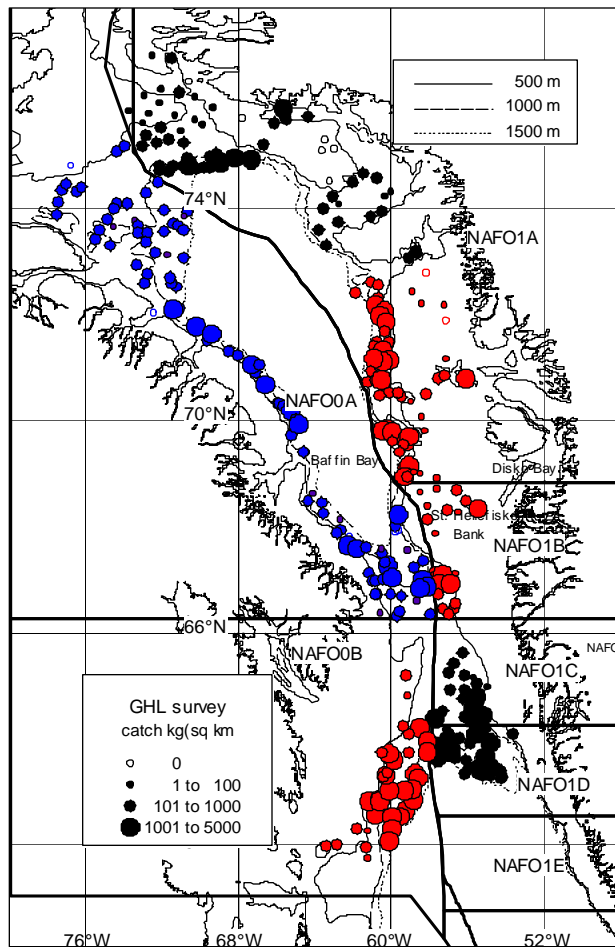 500 m
1000 m
1500 m
74°N
NAFO1A
NAFO0A
70°N
Baffin Bay
Disko Bay
St. Hellefiske
Bank
NAFO1B
66°N
NAFO0B
NAFO
NAFO1C
GHL survey
catch kg(sq km
0
1 to 100
101 to 1000
1001 to 5000
NAFO1D
NAFO1E
76°W
68°W
60°W
52°W